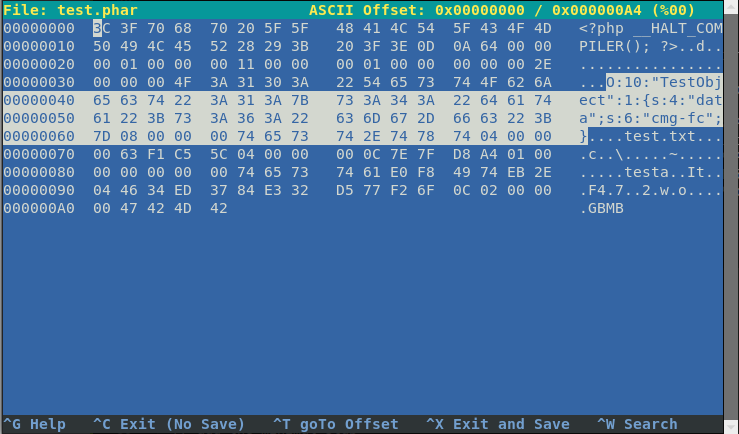 File: test.phar ASCII Offset: 0x00000000 / 0x000000A4 (%00)
00000000 3C 3F 70 68 70 20 5F 5F 48 41 4C 54 5F 43 4F 4D <?php __HALT_COM
00000010 50 49 4C 45 52 28 29 3B 20 3F 3E 0D 0A 64 00 00 PILER(); ?>..d..
00000020 00 01 00 00 00 11 00 00 00 01 00 00 00 00 00 2E ................
00000030 00 00 00 4F 3A 31 30 3A 22 54 65 73 74 4F 62 6A ...O:10:"TestObj
00000040 65 63 74 22 3A 31 3A 7B 73 3A 34 3A 22 64 61 74 ect":1:{s:4:"dat
00000050 61 22 3B 73 3A 36 3A 22 63 6D 67 2D 66 63 22 3B a";s:6:"cmg-fc";
00000060 7D 08 00 00 00 74 65 73 74 2E 74 78 74 04 00 00 }....test.txt...
00000070 00 63 F1 C5 5C 04 00 00 00 0C 7E 7F D8 A4 01 00 .c..\.....~.....
00000080 00 00 00 00 00 74 65 73 74 61 E0 F8 49 74 EB 2E .....testa..It..
00000090 04 46 34 ED 37 84 E3 32 D5 77 F2 6F 0C 02 00 00 .F4.7..2.w.o....
000000A0 00 47 42 4D 42 .GBMB
^G Help ^C Exit (No Save) ^T goTo Offset ^X Exit and Save ^W Search